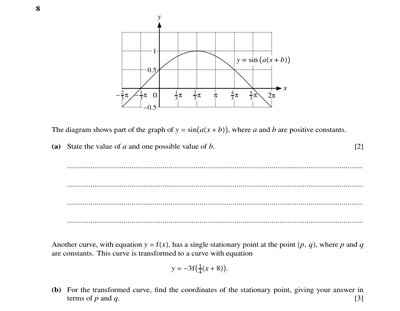 8
y
1
y = sin (a(x + b))
0.5
x
−2/3π −1/3π 0 1/3π 2/3π π 4/3π 5/3π 2π
−0.5
The diagram shows part of the graph of y = sin(a(x + b)), where a and b are positive constants.
(a) State the value of a and one possible value of b. [2]
Another curve, with equation y = f(x), has a single stationary point at the point (p, q), where p and q
are constants. This curve is transformed to a curve with equation
y = −3f(1/4(x + 8)).
(b) For the transformed curve, find the coordinates of the stationary point, giving your answer in
terms of p and q. [3]